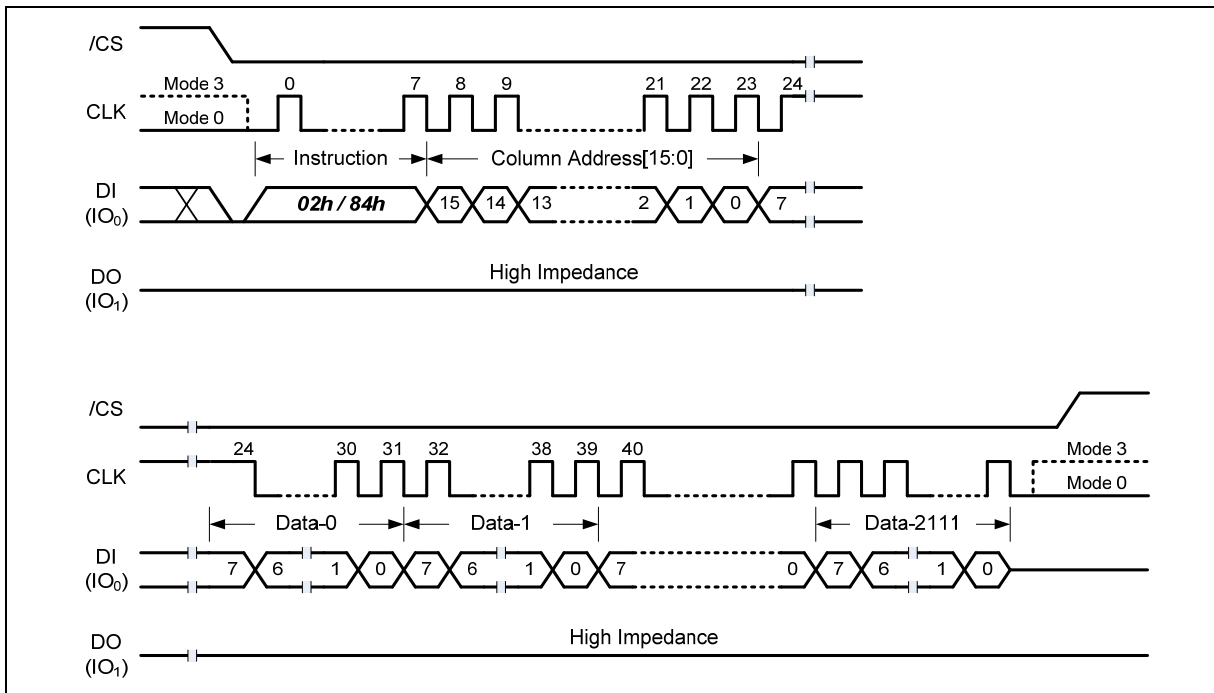 /CS
Mode 3 0 7 8 9 21 22 23 24
CLK
Mode 0
Instruction Column Address[15:0]
DI
(IO₀)
02h / 84h 15 14 13 2 1 0 7
High Impedance
DO
(IO₁)
/CS
24 30 31 32 38 39 40 Mode 3
CLK
Mode 0
Data-0 Data-1 Data-2111
DI
(IO₀)
7 6 1 0 7 6 1 0 7 0 7 6 1 0
High Impedance
DO
(IO₁)